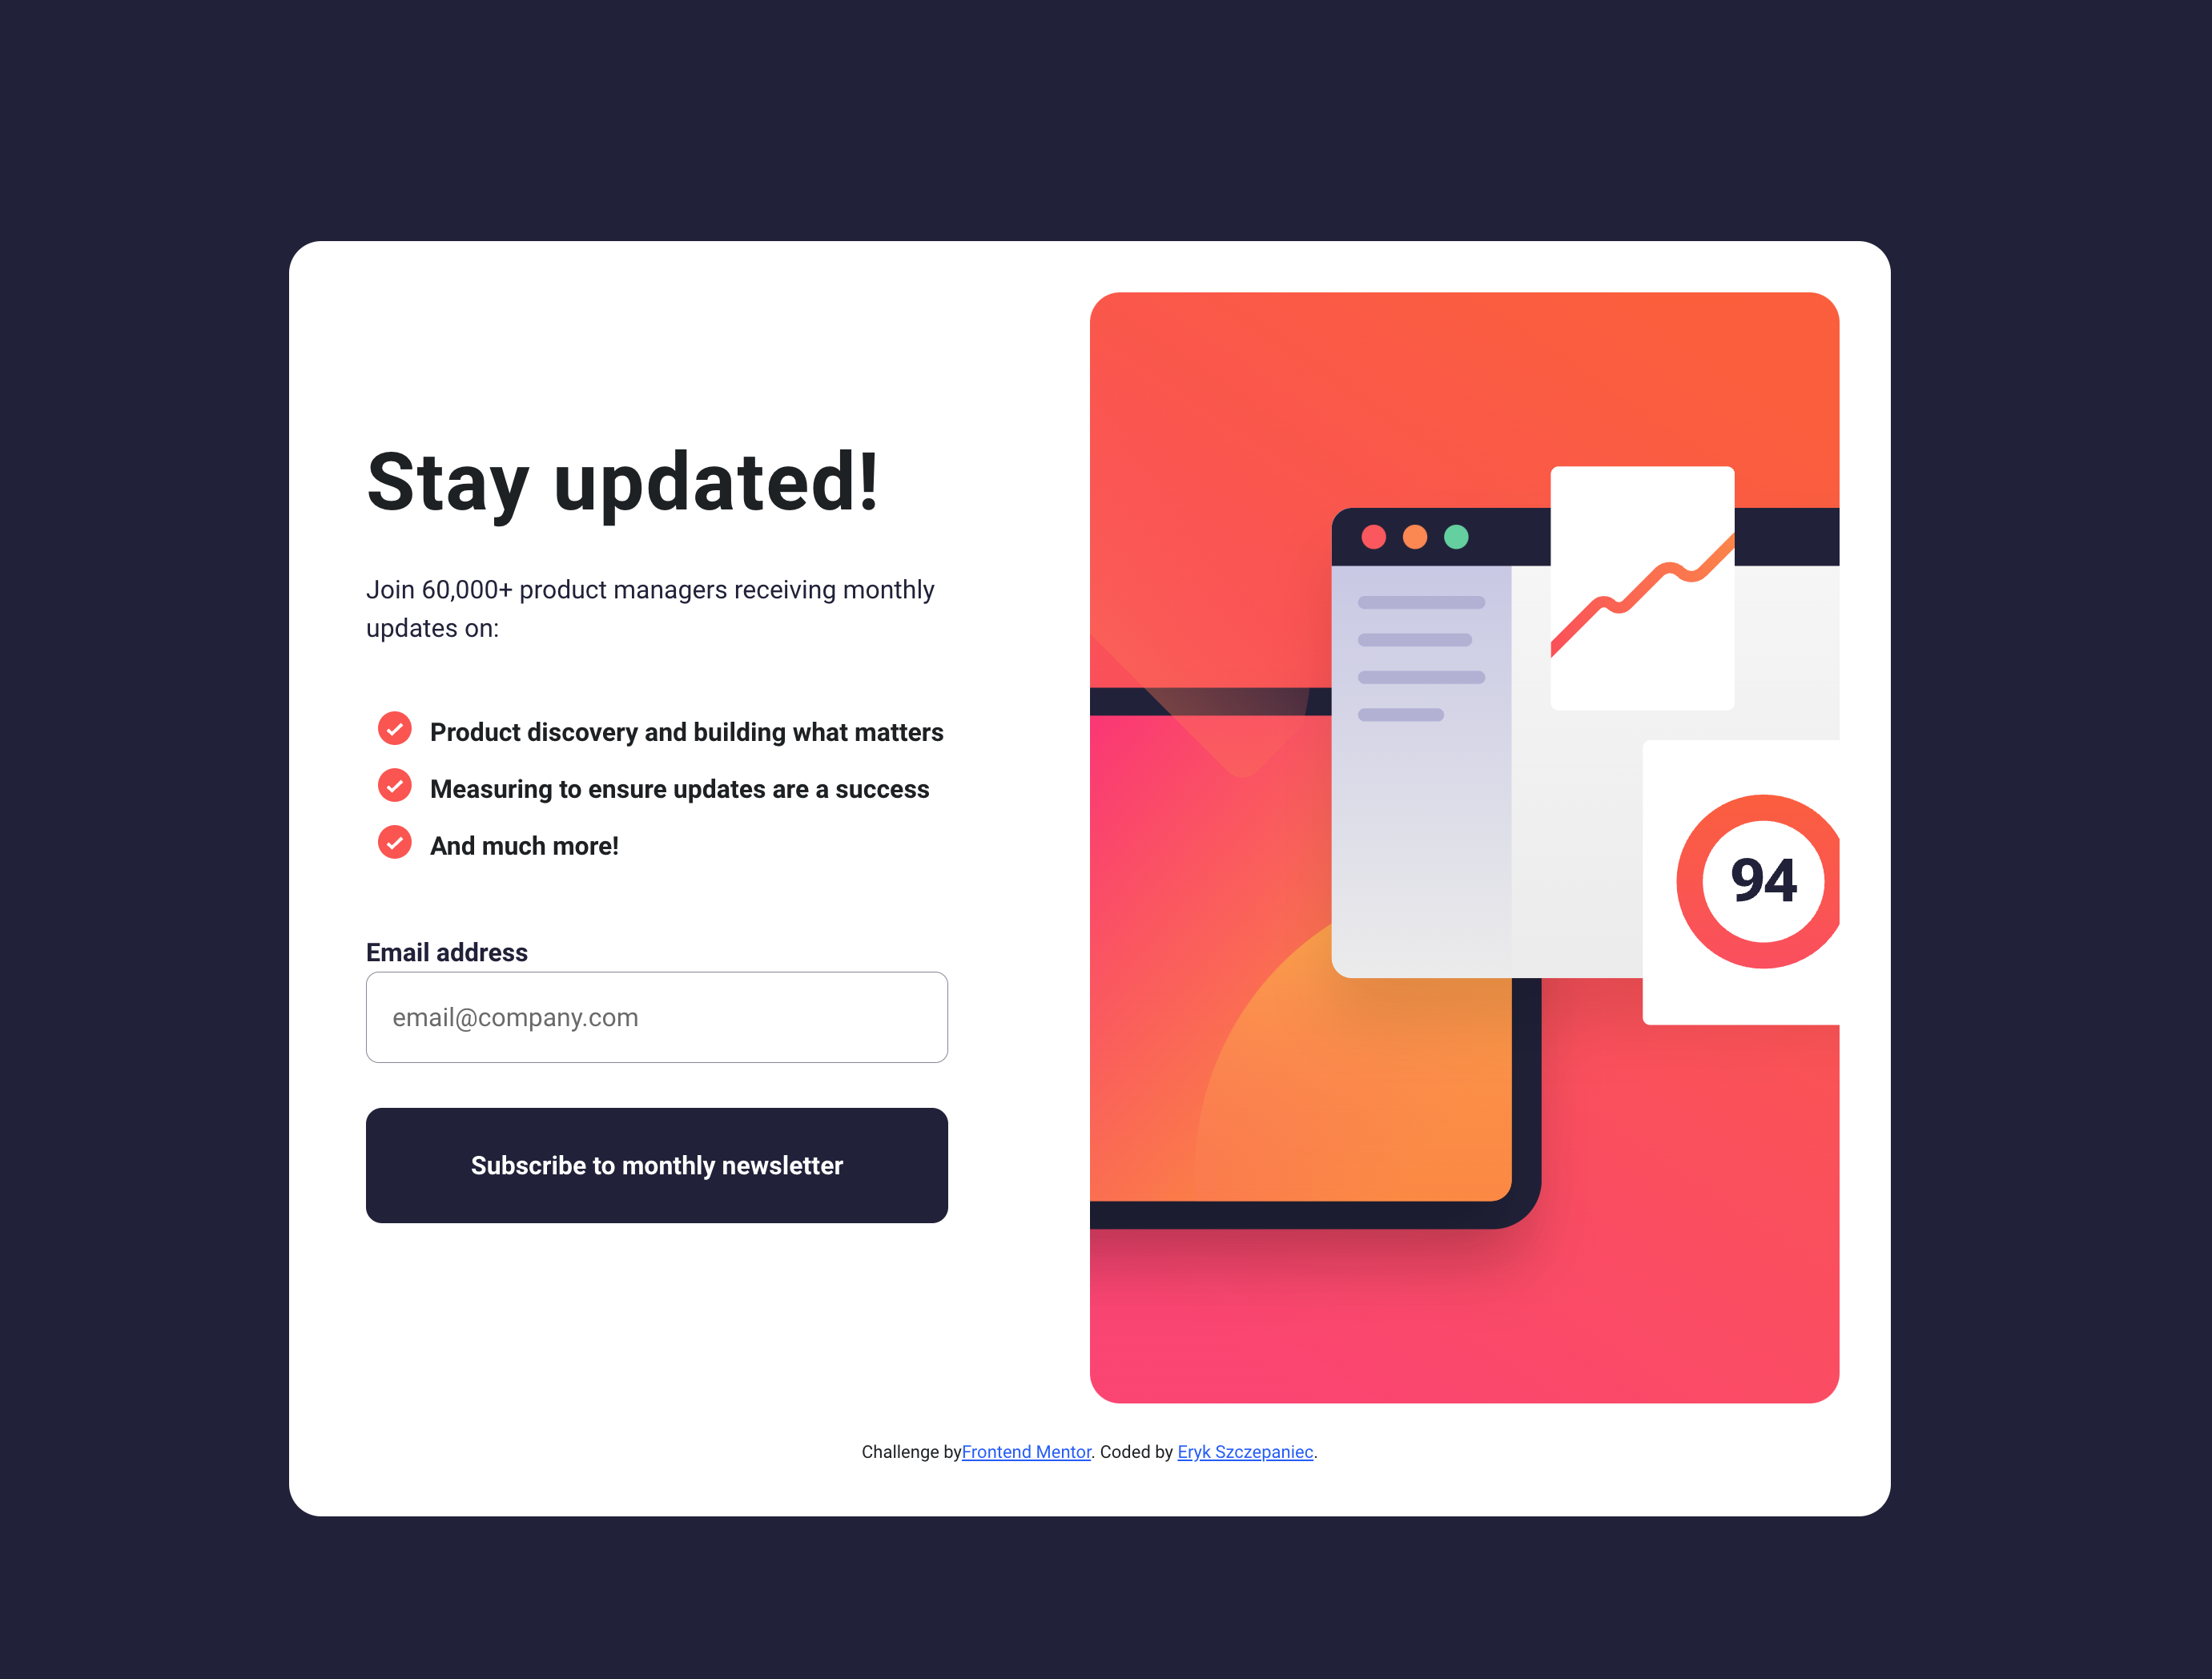 Stay updated!
Join 60,000+ product managers receiving monthly
updates on:
Product discovery and building what matters
Measuring to ensure updates are a success
And much more!
Email address
email@company.com
Subscribe to monthly newsletter
94
Challenge byFrontend Mentor. Coded by Eryk Szczepaniec.